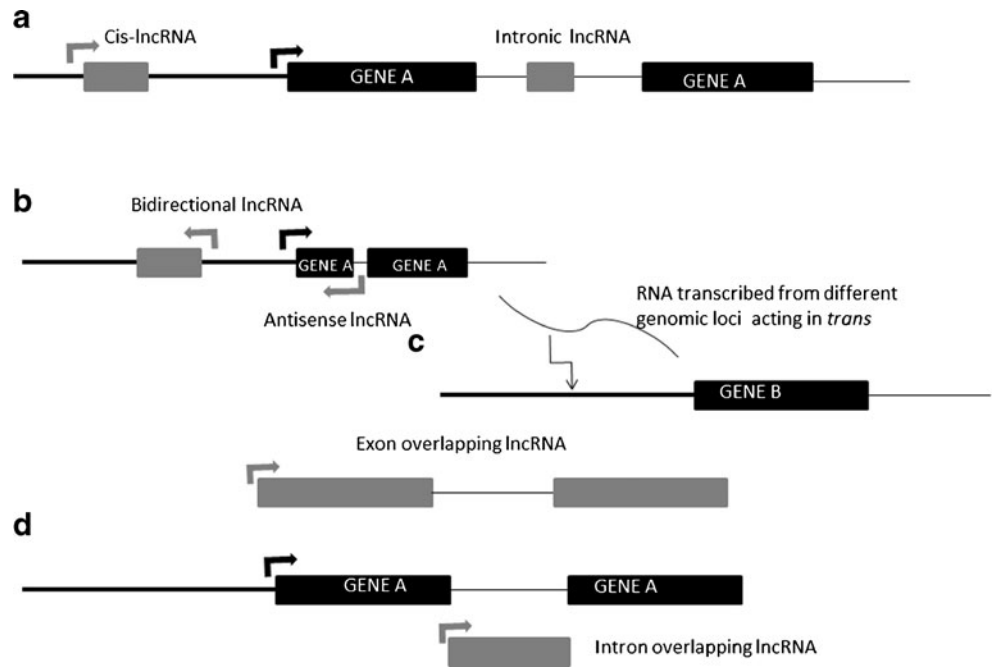 a
Cis-lncRNA
Intronic lncRNA
GENE A
GENE A
b
Bidirectional lncRNA
GENE A
GENE A
Antisense lncRNA
RNA transcribed from different
genomic loci acting in trans
c
GENE B
Exon overlapping lncRNA
d
GENE A
GENE A
Intron overlapping lncRNA